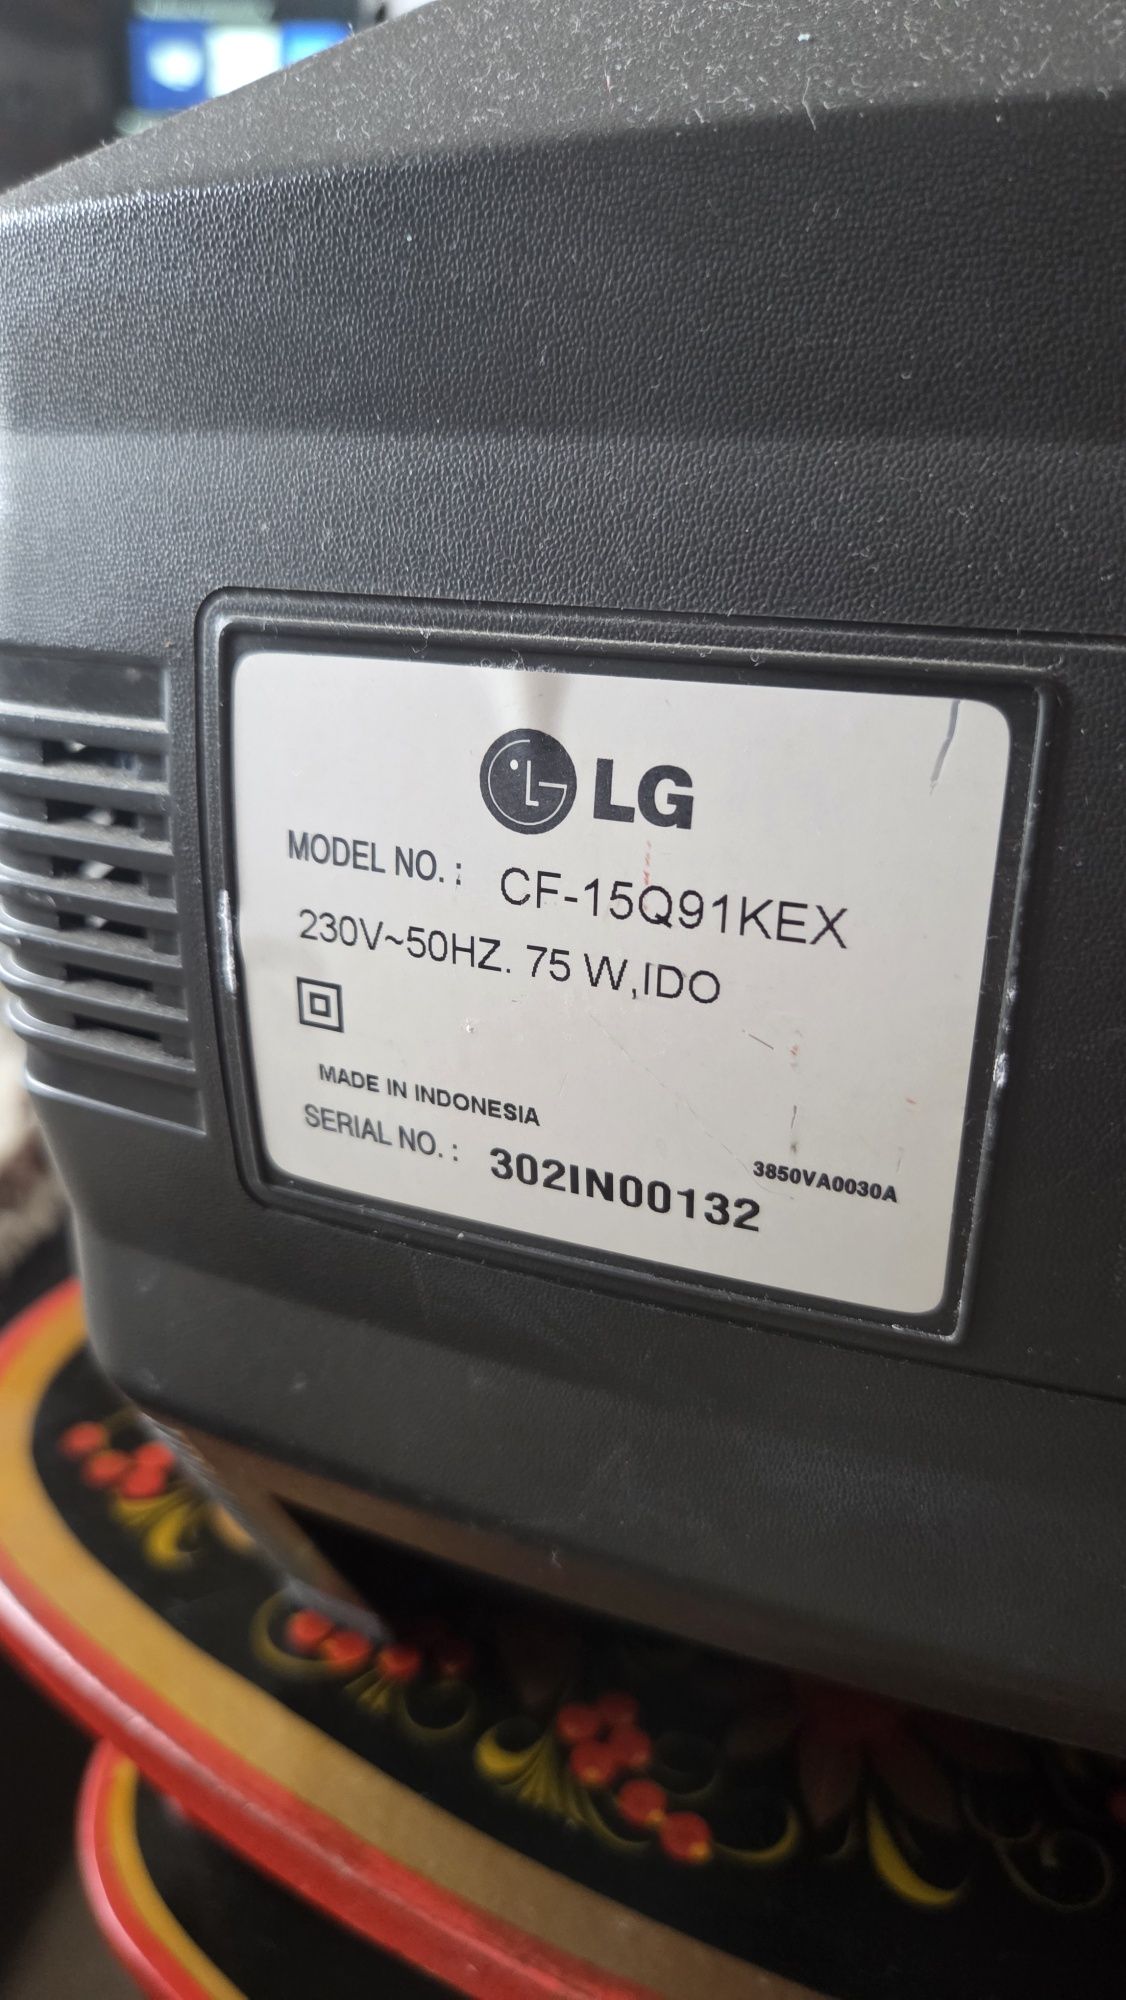 LG
MODEL NO. : CF-15Q91KEX
230V~50HZ. 75 W,IDO
MADE IN INDONESIA
SERIAL NO. : 302IN00132
3850VA0030A